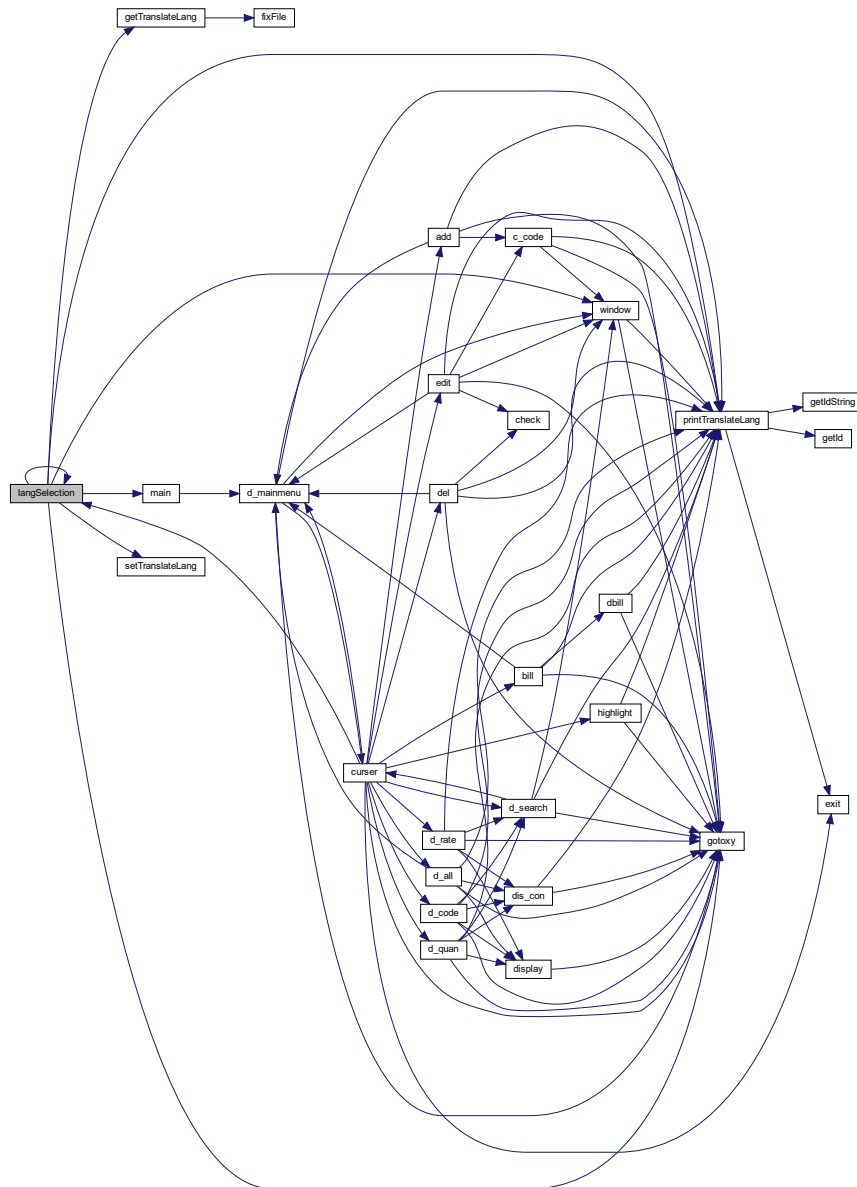 getTranslateLang
fixFile
add
c_code
window
edit
getIdString
check
printTranslateLang
getId
langSelection
main
d_mainmenu
del
setTranslateLang
dbill
bill
highlight
curser
d_search
exit
d_rate
gotoxy
d_all
dis_con
d_code
d_quan
display